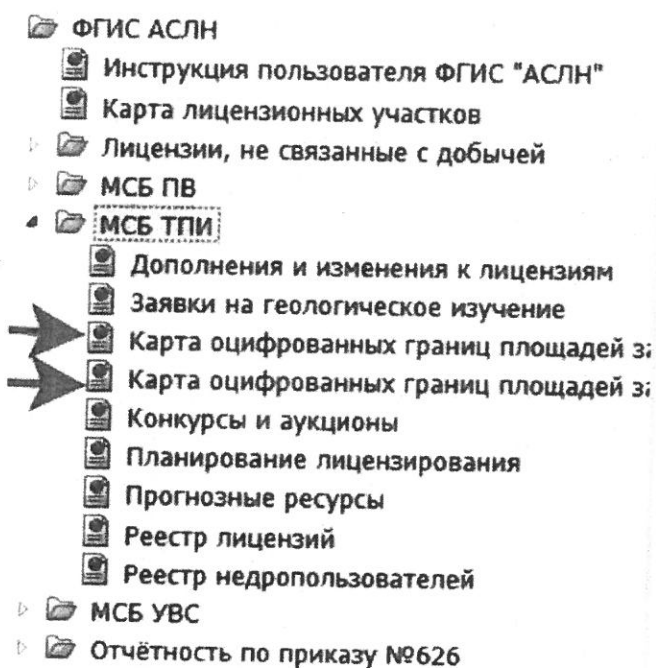 ФГИС АСЛН
Инструкция пользователя ФГИС "АСЛН"
Карта лицензионных участков
Лицензии, не связанные с добычей
МСБ ПВ
МСБ ТПИ
Дополнения и изменения к лицензиям
Заявки на геологическое изучение
Карта оцифрованных границ площадей
Карта оцифрованных границ площадей
Конкурсы и аукционы
Планирование лицензирования
Прогнозные ресурсы
Реестр лицензий
Реестр недропользователей
МСБ УВС
Отчётность по приказу №626